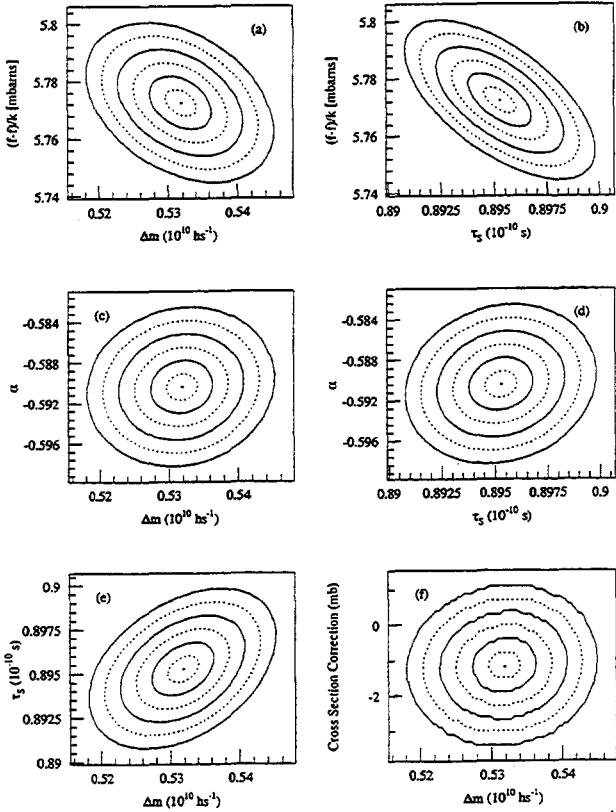 (a)
(f-f)/k [mbarns]
5.8
5.78
5.76
5.74
0.52 0.53 0.54
Δm (10^10 hs^-1)
(b)
(f-f)/k [mbarns]
5.8
5.78
5.76
5.74
0.89 0.8925 0.895 0.8975 0.9
τ_S (10^-10 s)
(c)
α
-0.584
-0.588
-0.592
-0.596
0.52 0.53 0.54
Δm (10^10 hs^-1)
(d)
α
-0.584
-0.588
-0.592
-0.596
0.89 0.8925 0.895 0.8975 0.9
τ_S (10^-10 s)
(e)
τ_S (10^-10 s)
0.9
0.8975
0.895
0.8925
0.89
0.52 0.53 0.54
Δm (10^10 hs^-1)
(f)
Cross Section Correction (mb)
0
-2
0.52 0.53 0.54
Δm (10^10 hs^-1)